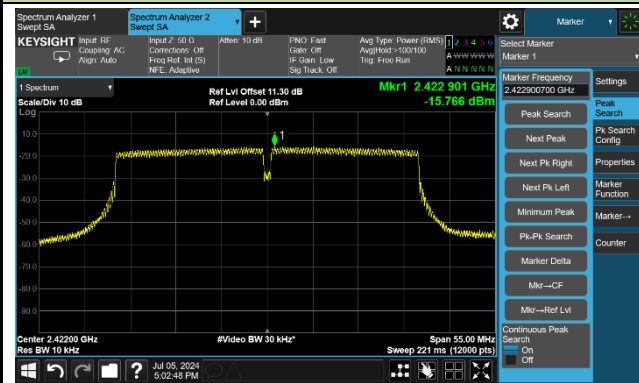 Spectrum Analyzer 1
Swept SA
Spectrum Analyzer 2
Swept SA
+
Marker
KEYSIGHT
Input: RF
Coupling: AC
Align: Auto
Input Z: 50 Ω
Corrections: Off
Freq Ref: Int (S)
NFE: Adaptive
Atten: 10 dB
PNO: Fast
Gate: Off
IF Gain: Low
Sig Track: Off
Avg Type: Power (RMS)
Avg|Hold:>100/100
Trig: Free Run
1 2 3 4 5 6
A W W W W W
A N N N N N
Select Marker
Marker 1
LXI
1 Spectrum
Scale/Div 10 dB
Log
Ref Lvl Offset 11.30 dB
Ref Level 0.00 dBm
Mkr1 2.422 901 GHz
-15.766 dBm
1
-10.0
-20.0
-30.0
-40.0
-50.0
-60.0
-70.0
-80.0
-90.0
Center 2.42200 GHz
Res BW 10 kHz
#Video BW 30 kHz*
Span 55.00 MHz
Sweep 221 ms (12000 pts)
Marker Frequency
2.422900700 GHz
Peak Search
Next Peak
Next Pk Right
Next Pk Left
Minimum Peak
Pk-Pk Search
Marker Delta
Mkr→CF
Mkr→Ref Lvl
Continuous Peak
Search
On
Off
Settings
Peak
Search
Pk Search
Config
Properties
Marker
Function
Marker→
Counter
?
Jul 05, 2024
5:02:48 PM